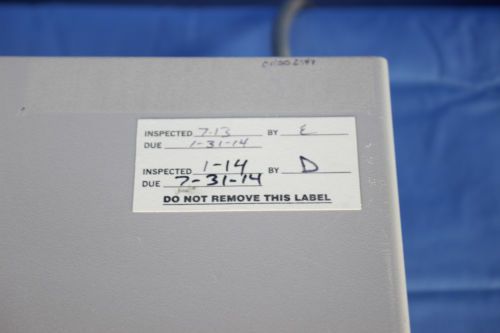 INSPECTED 7-13 BY E
DUE 1-31-14
INSPECTED 1-14 BY D
DUE 7-31-14
DO NOT REMOVE THIS LABEL